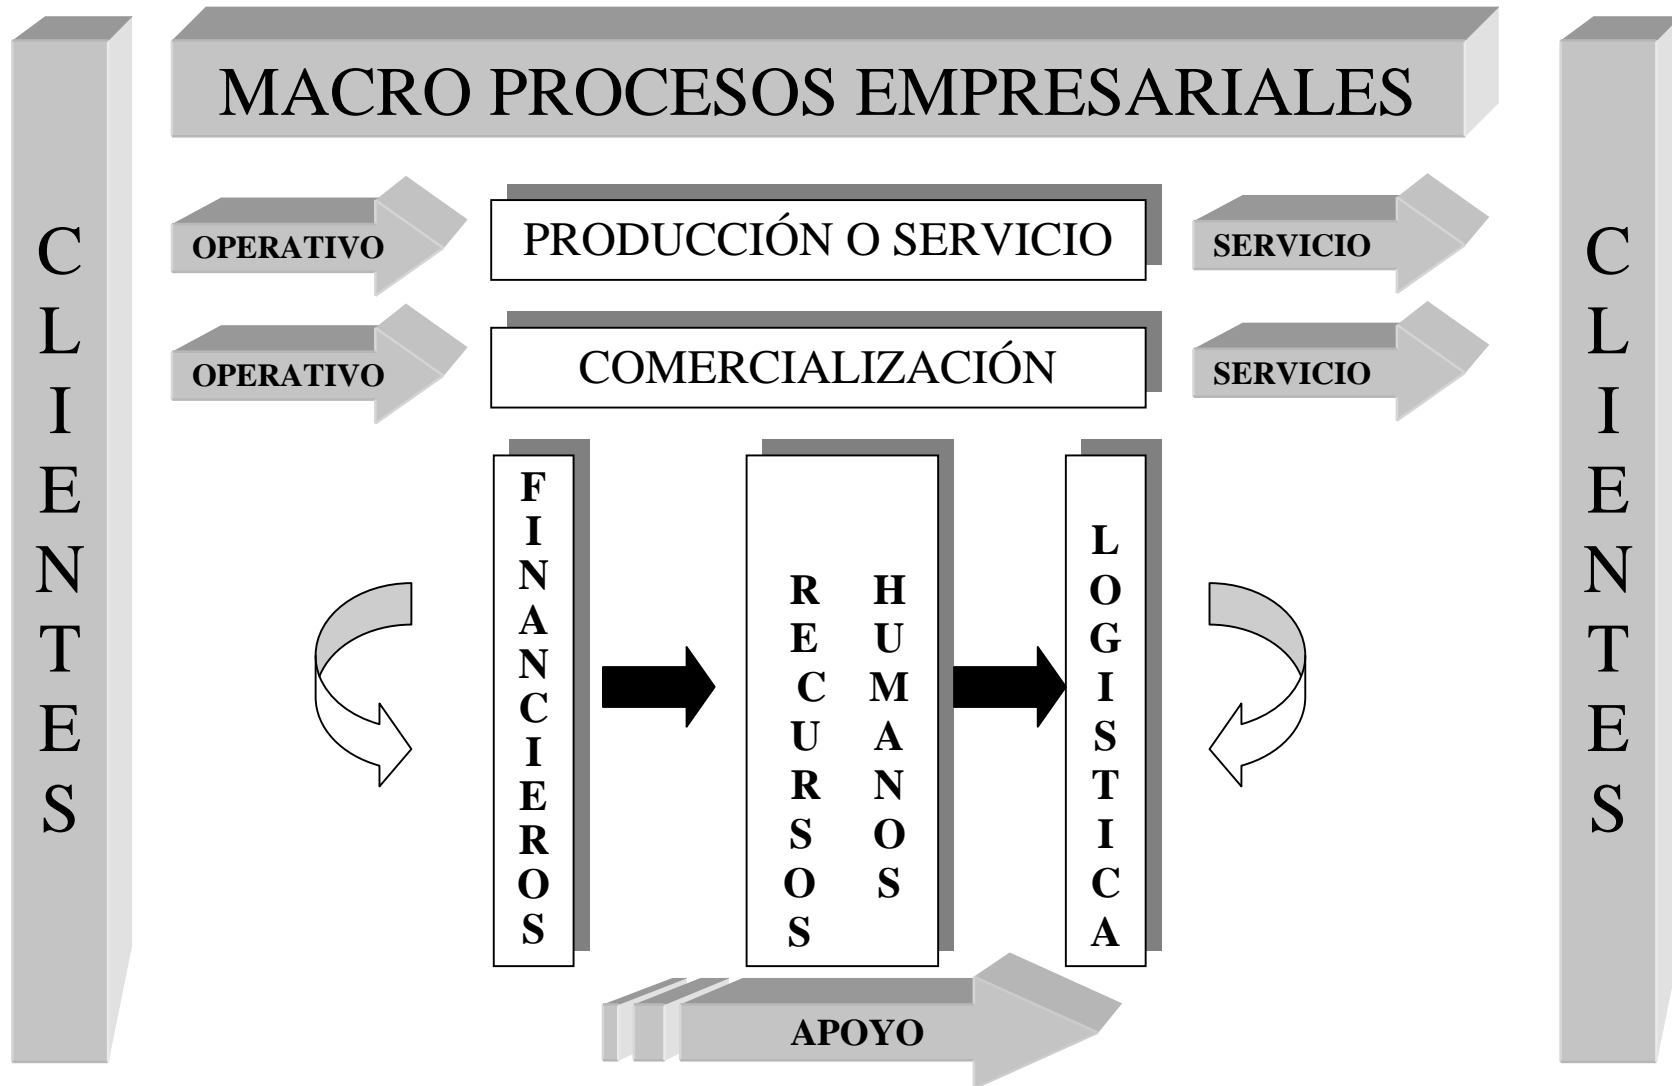 MACRO PROCESOS EMPRESARIALES
CLIENTES
OPERATIVO
PRODUCCIÓN O SERVICIO
SERVICIO
OPERATIVO
COMERCIALIZACIÓN
SERVICIO
FINANCIEROS
RECURSOS
HUMANOS
LOGISTICA
APOYO
CLIENTES